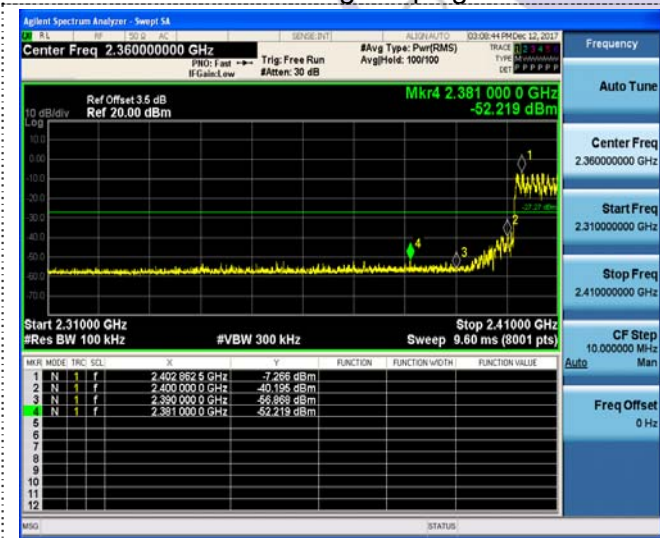 Agilent Spectrum Analyzer - Swept SA
RL RF 50 Ω AC SENSE:INT ALIGN AUTO 03:08:44 PM Dec 12, 2017
Center Freq 2.360000000 GHz
PNO: Fast
IFGain:Low
Trig: Free Run
#Atten: 30 dB
#Avg Type: Pwr(RMS)
Avg|Hold: 100/100
TRACE 1 2 3 4 5 6
TYPE
DET P P P P P P
Frequency
Auto Tune
Mkr4 2.381 000 0 GHz
-52.219 dBm
Ref Offset 3.5 dB
10 dB/div Ref 20.00 dBm
Log
10.0
0.00
-10.0
-20.0
-30.0
-40.0
-50.0
-60.0
-70.0
1
2
3
4
-27.27 dBm
Center Freq
2.360000000 GHz
Start Freq
2.310000000 GHz
Stop Freq
2.410000000 GHz
Start 2.31000 GHz Stop 2.41000 GHz
#Res BW 100 kHz #VBW 300 kHz Sweep 9.60 ms (8001 pts)
CF Step
10.000000 MHz
Auto Man
Freq Offset
0 Hz
MKR MODE TRC SCL X Y FUNCTION FUNCTION WIDTH FUNCTION VALUE
1 N 1 f 2.402 862 5 GHz -7.266 dBm
2 N 1 f 2.400 000 0 GHz -40.195 dBm
3 N 1 f 2.390 000 0 GHz -56.868 dBm
4 N 1 f 2.381 000 0 GHz -52.219 dBm
5
6
7
8
9
10
11
12
MSG STATUS